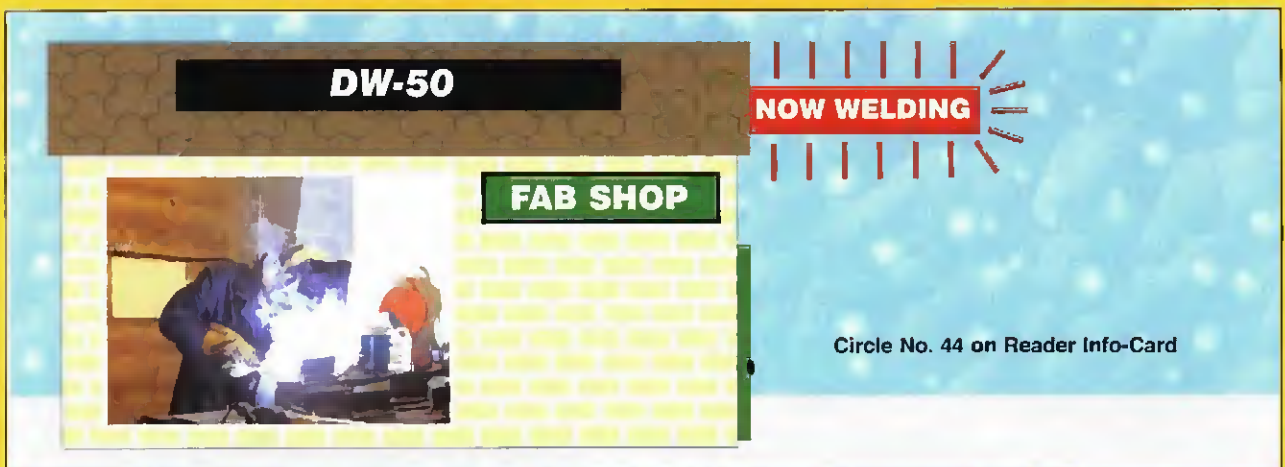 DW-50
NOW WELDING
FAB SHOP
Circle No. 44 on Reader Info-Card